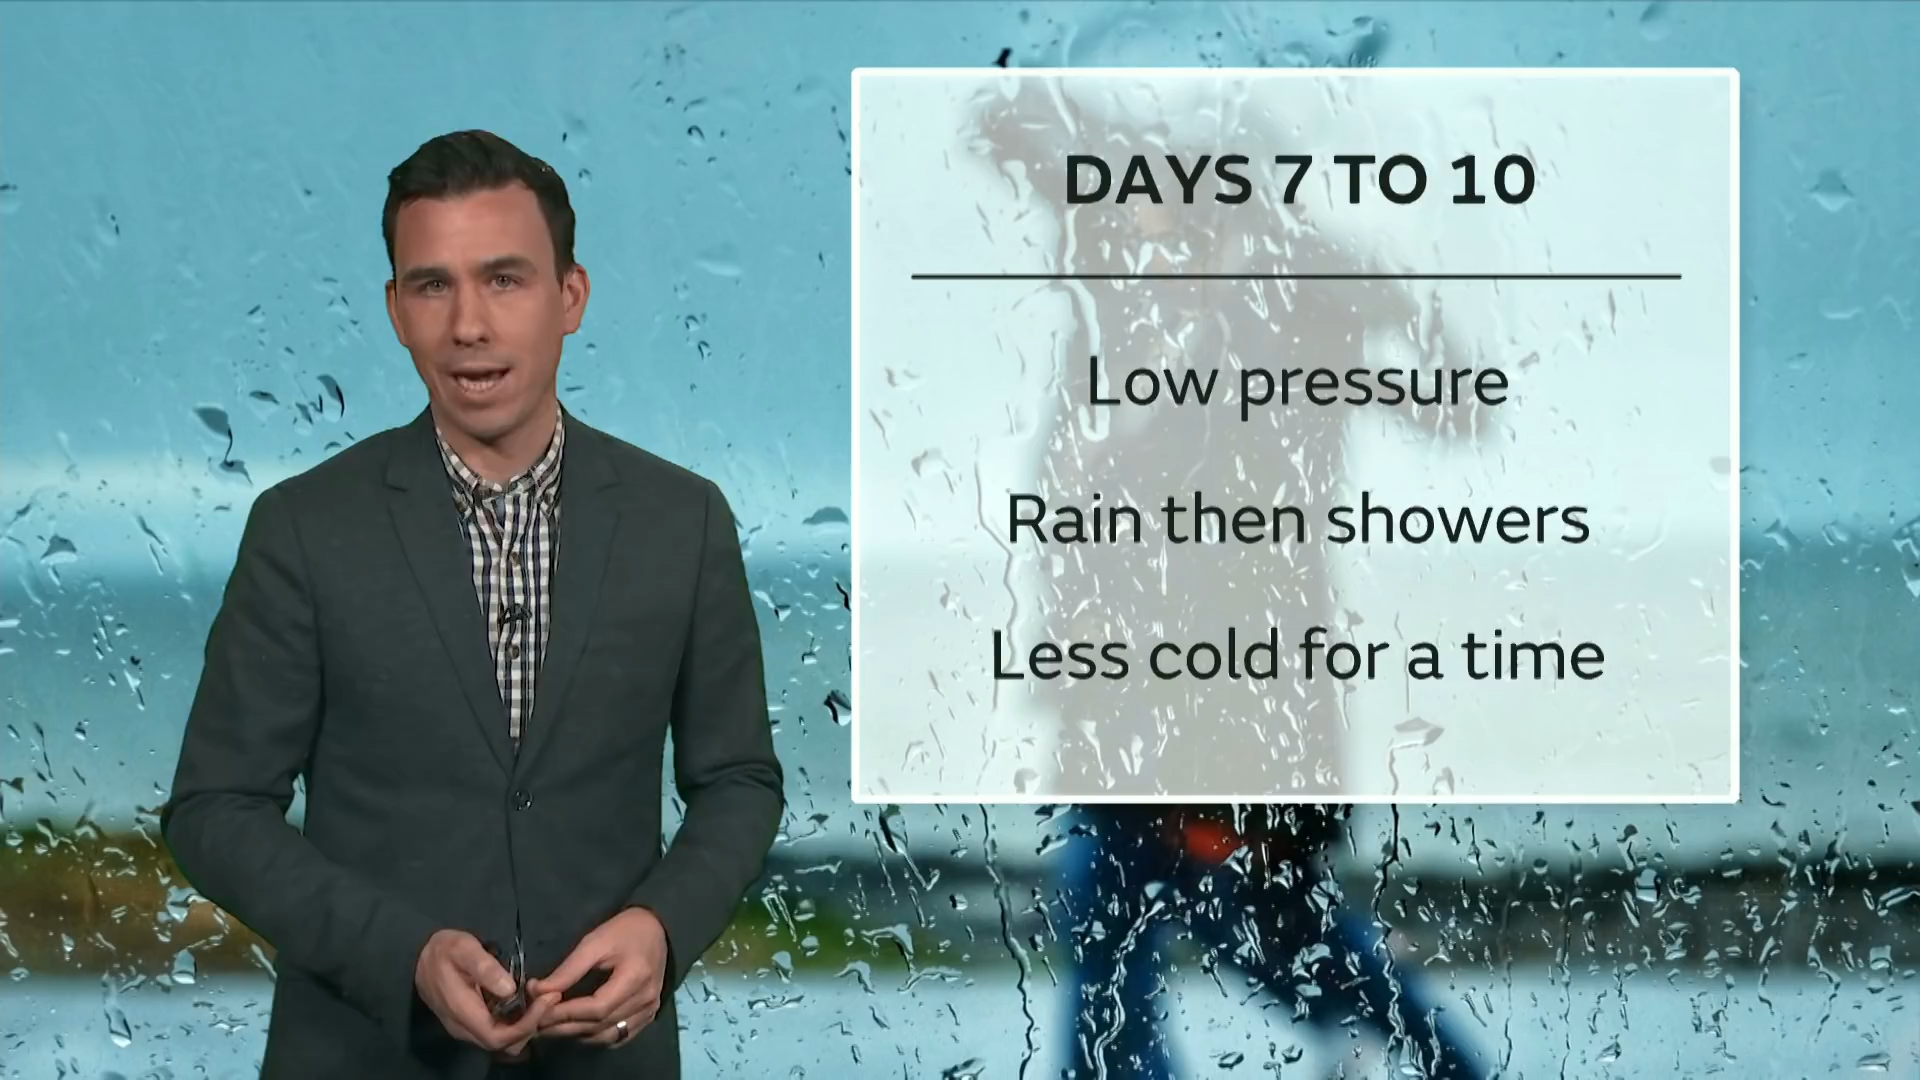 DAYS 7 TO 10
Low pressure
Rain then showers
Less cold for a time